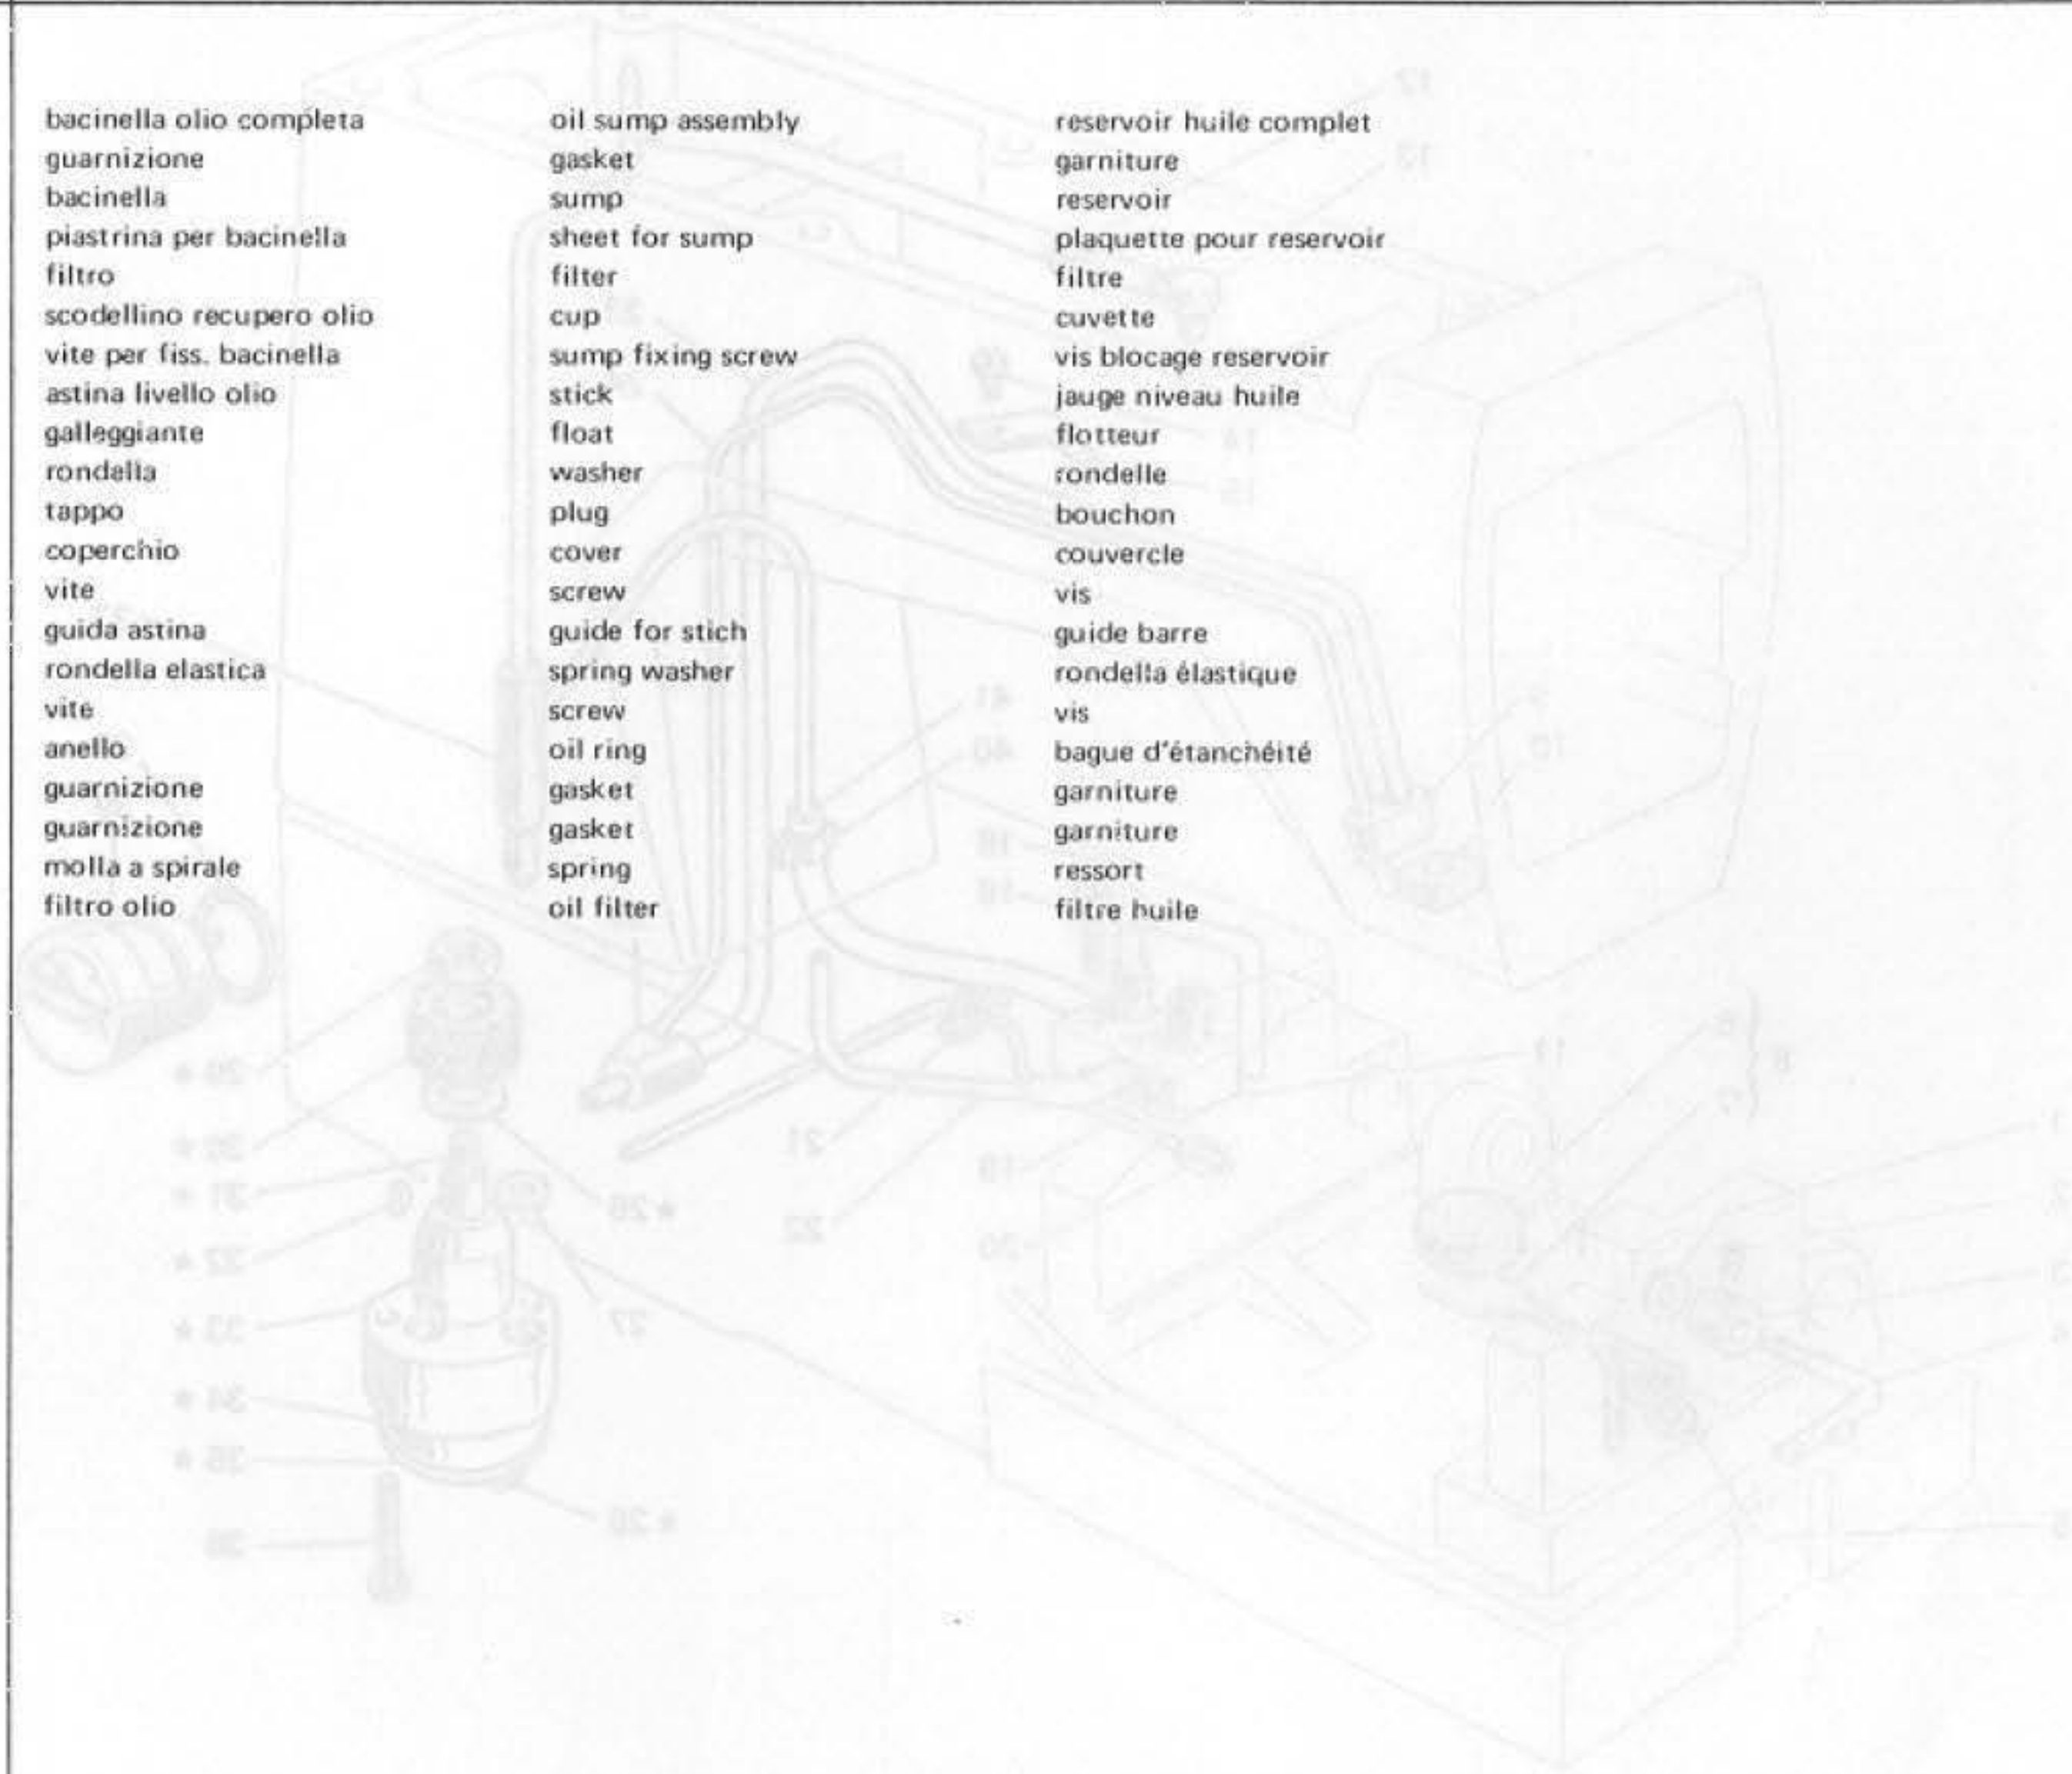 bacinella olio completa oil sump assembly reservoir huile complet
guarnizione gasket garniture
bacinella sump reservoir
piastrina per bacinella sheet for sump plaquette pour reservoir
filtro filter filtre
scodellino recupero olio cup cuvette
vite per fiss. bacinella sump fixing screw vis blocage reservoir
astina livello olio stick jauge niveau huile
galleggiante float flotteur
rondella washer rondelle
tappo plug bouchon
coperchio cover couvercle
vite screw vis
guida astina guide for stich guide barre
rondella elastica spring washer rondella élastique
vite screw vis
anello oil ring bague d'étanchéité
guarnizione gasket garniture
guarnizione gasket garniture
molla a spirale spring ressort
filtro olio oil filter filtre huile